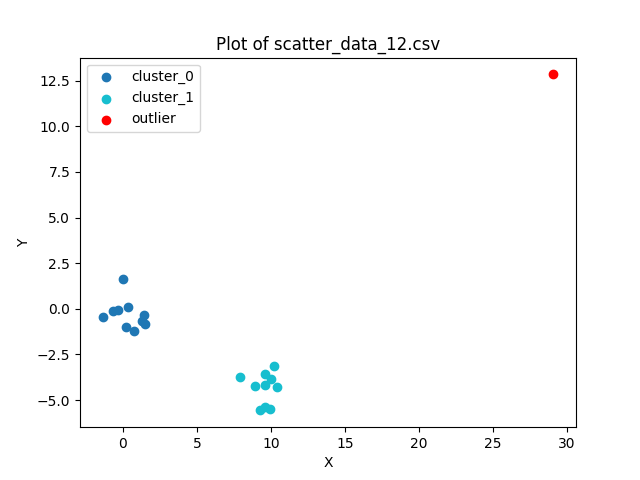 Plot of scatter_data_12.csv
cluster_0
cluster_1
outlier
12.5
10.0
7.5
5.0
2.5
0.0
−2.5
−5.0
Y
0 5 10 15 20 25 30
X